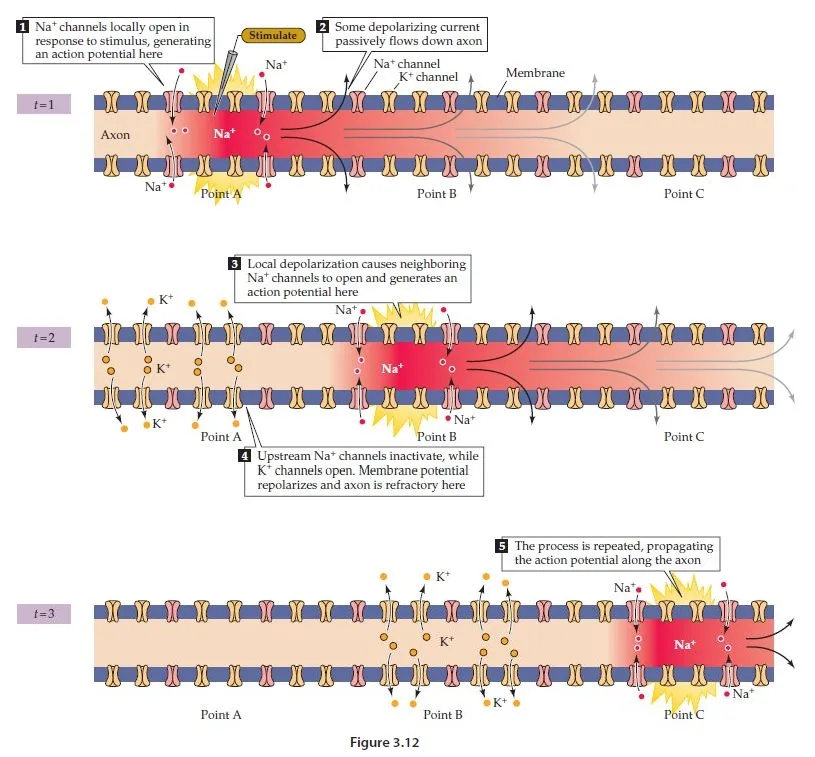 1 Na⁺ channels locally open in
response to stimulus, generating
an action potential here
Stimulate
2 Some depolarizing current
passively flows down axon
Na⁺
Na⁺ channel
K⁺ channel
Membrane
t=1
Axon
Na⁺
Na⁺
Point A
Point B
Point C
3 Local depolarization causes neighboring
Na⁺ channels to open and generates an
action potential here
K⁺
Na⁺
t=2
K⁺
Na⁺
K⁺
Na⁺
Point A
Point B
Point C
4 Upstream Na⁺ channels inactivate, while
K⁺ channels open. Membrane potential
repolarizes and axon is refractory here
5 The process is repeated, propagating
the action potential along the axon
K⁺
Na⁺
t=3
K⁺
Na⁺
K⁺
Na⁺
Point A
Point B
Point C
Figure 3.12